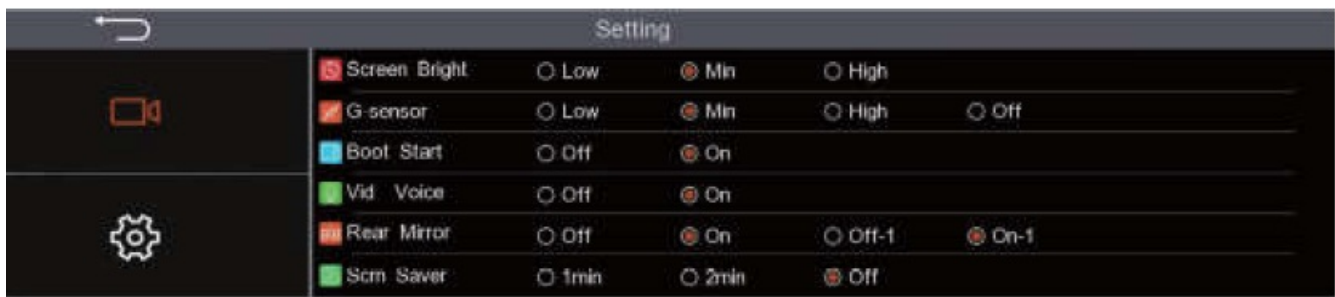 Setting
Screen Bright Low Min High
G-sensor Low Min High Off
Boot Start Off On
Vid Voice Off On
Rear Mirror Off On Off-1 On-1
Scrn Saver 1min 2min Off